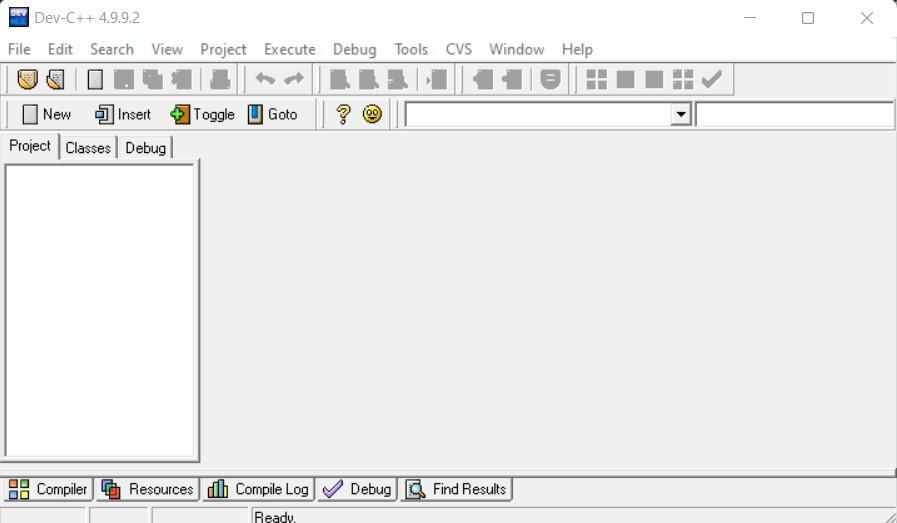 Dev-C++ 4.9.9.2
File Edit Search View Project Execute Debug Tools CVS Window Help
New Insert Toggle Goto
Project Classes Debug
Compiler Resources Compile Log Debug Find Results
Ready.